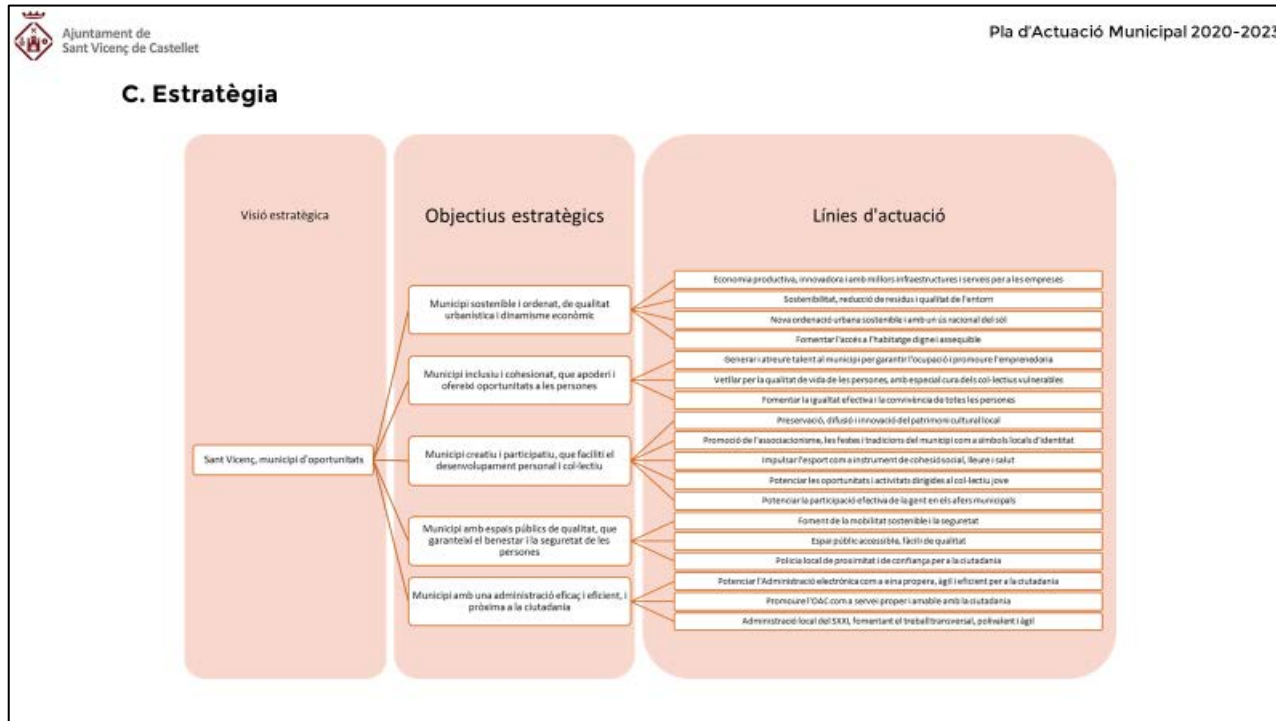 Ajuntament de
Sant Vicenç de Castellet
Pla d'Actuació Municipal 2020-2023
C. Estratègia
Visió estratègica
Objectius estratègics
Línies d'actuació
Sant Vicenç, municipi d'oportunitats
Municipi sostenible i ordenat, de qualitat
urbanística i dinamisme econòmic
Economia productiva, innovadora i amb millors infraestructures i serveis per a les empreses
Sostenibilitat, reducció de residus i qualitat de l'entorn
Nova ordenació urbana sostenible i amb un ús racional del sòl
Fomentar l'accés a l'habitatge digne i assequible
Municipi inclusiu i cohesionat, que apoderi i
ofereixi oportunitats a les persones
Generar i atreure talent al municipi per garantir l'ocupació i promoure l'emprenedoria
Vetllar per la qualitat de vida de les persones, amb especial cura dels col·lectius vulnerables
Fomentar la igualtat efectiva i la convivència de totes les persones
Municipi creatiu i participatiu, que faciliti el
desenvolupament personal i col·lectiu
Preservació, difusió i innovació del patrimoni cultural local
Promoció de l'associacionisme, les festes i tradicions del municipi com a símbols locals d'identitat
Impulsar l'esport com a instrument de cohesió social, lleure i salut
Potenciar les oportunitats i activitats dirigides al col·lectiu jove
Potenciar la participació efectiva de la gent en els afers municipals
Municipi amb espais públics de qualitat, que
garanteixi el benestar i la seguretat de les
persones
Foment de la mobilitat sostenible i la seguretat
Espai públic accessible, fàcil i de qualitat
Policia local de proximitat i de confiança per a la ciutadania
Municipi amb una administració eficaç i eficient, i
pròxima a la ciutadania
Potenciar l'Administració electrònica com a eina propera, àgil i eficient per a la ciutadania
Promoure l'OAC com a servei proper i amable amb la ciutadania
Administració local del SXXI, fomentant el treball transversal, polivalent i àgil